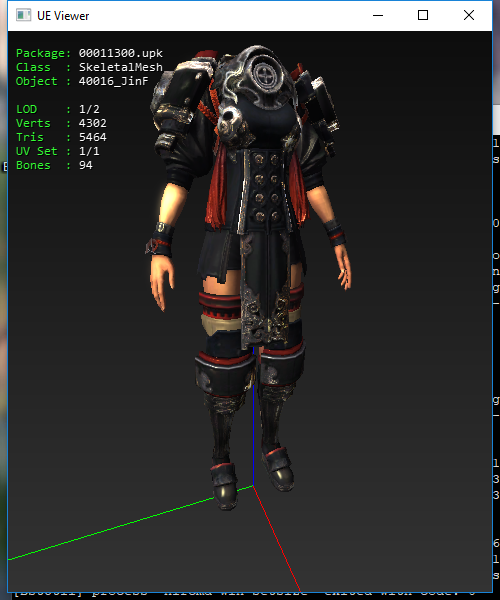 UE Viewer
Package: 00011300.upk
Class : SkeletalMesh
Object : 40016_JinF
LOD : 1/2
Verts : 4302
Tris : 5464
UV Set : 1/1
Bones : 94